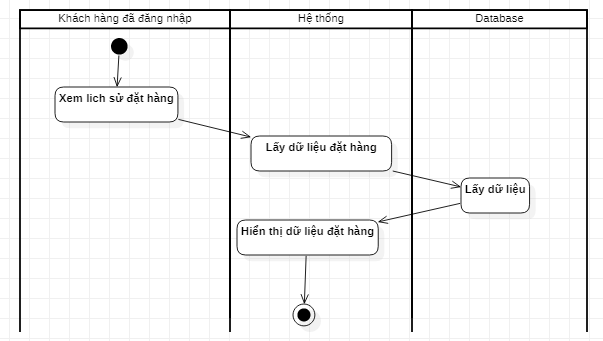 Khách hàng đã đăng nhập
Hệ thống
Database
Xem lich sử đặt hàng
Lấy dữ liệu đặt hàng
Lấy dữ liệu
Hiển thị dữ liệu đặt hàng